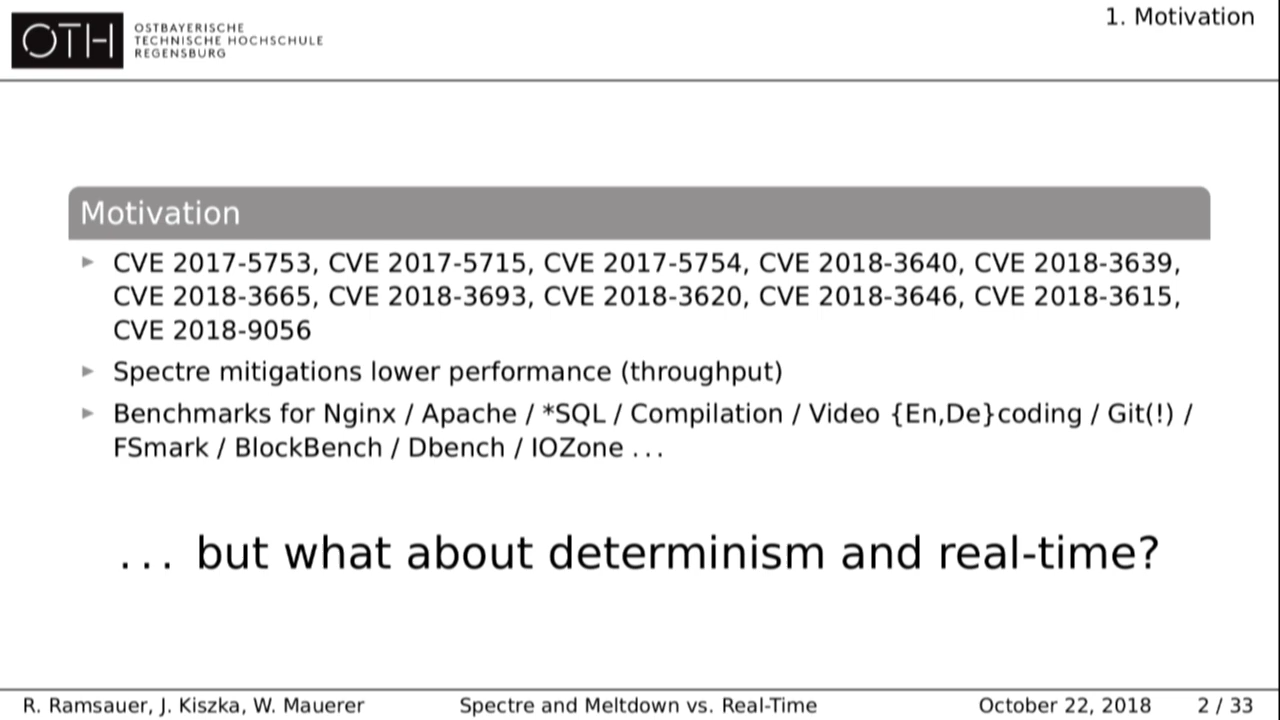 OTH
OSTBAYERISCHE
TECHNISCHE HOCHSCHULE
REGENSBURG
1. Motivation
Motivation
CVE 2017-5753, CVE 2017-5715, CVE 2017-5754, CVE 2018-3640, CVE 2018-3639,
CVE 2018-3665, CVE 2018-3693, CVE 2018-3620, CVE 2018-3646, CVE 2018-3615,
CVE 2018-9056
Spectre mitigations lower performance (throughput)
Benchmarks for Nginx / Apache / *SQL / Compilation / Video {En,De}coding / Git(!) /
FSmark / BlockBench / Dbench / IOZone ...
... but what about determinism and real-time?
R. Ramsauer, J. Kiszka, W. Mauerer Spectre and Meltdown vs. Real-Time October 22, 2018 2 / 33